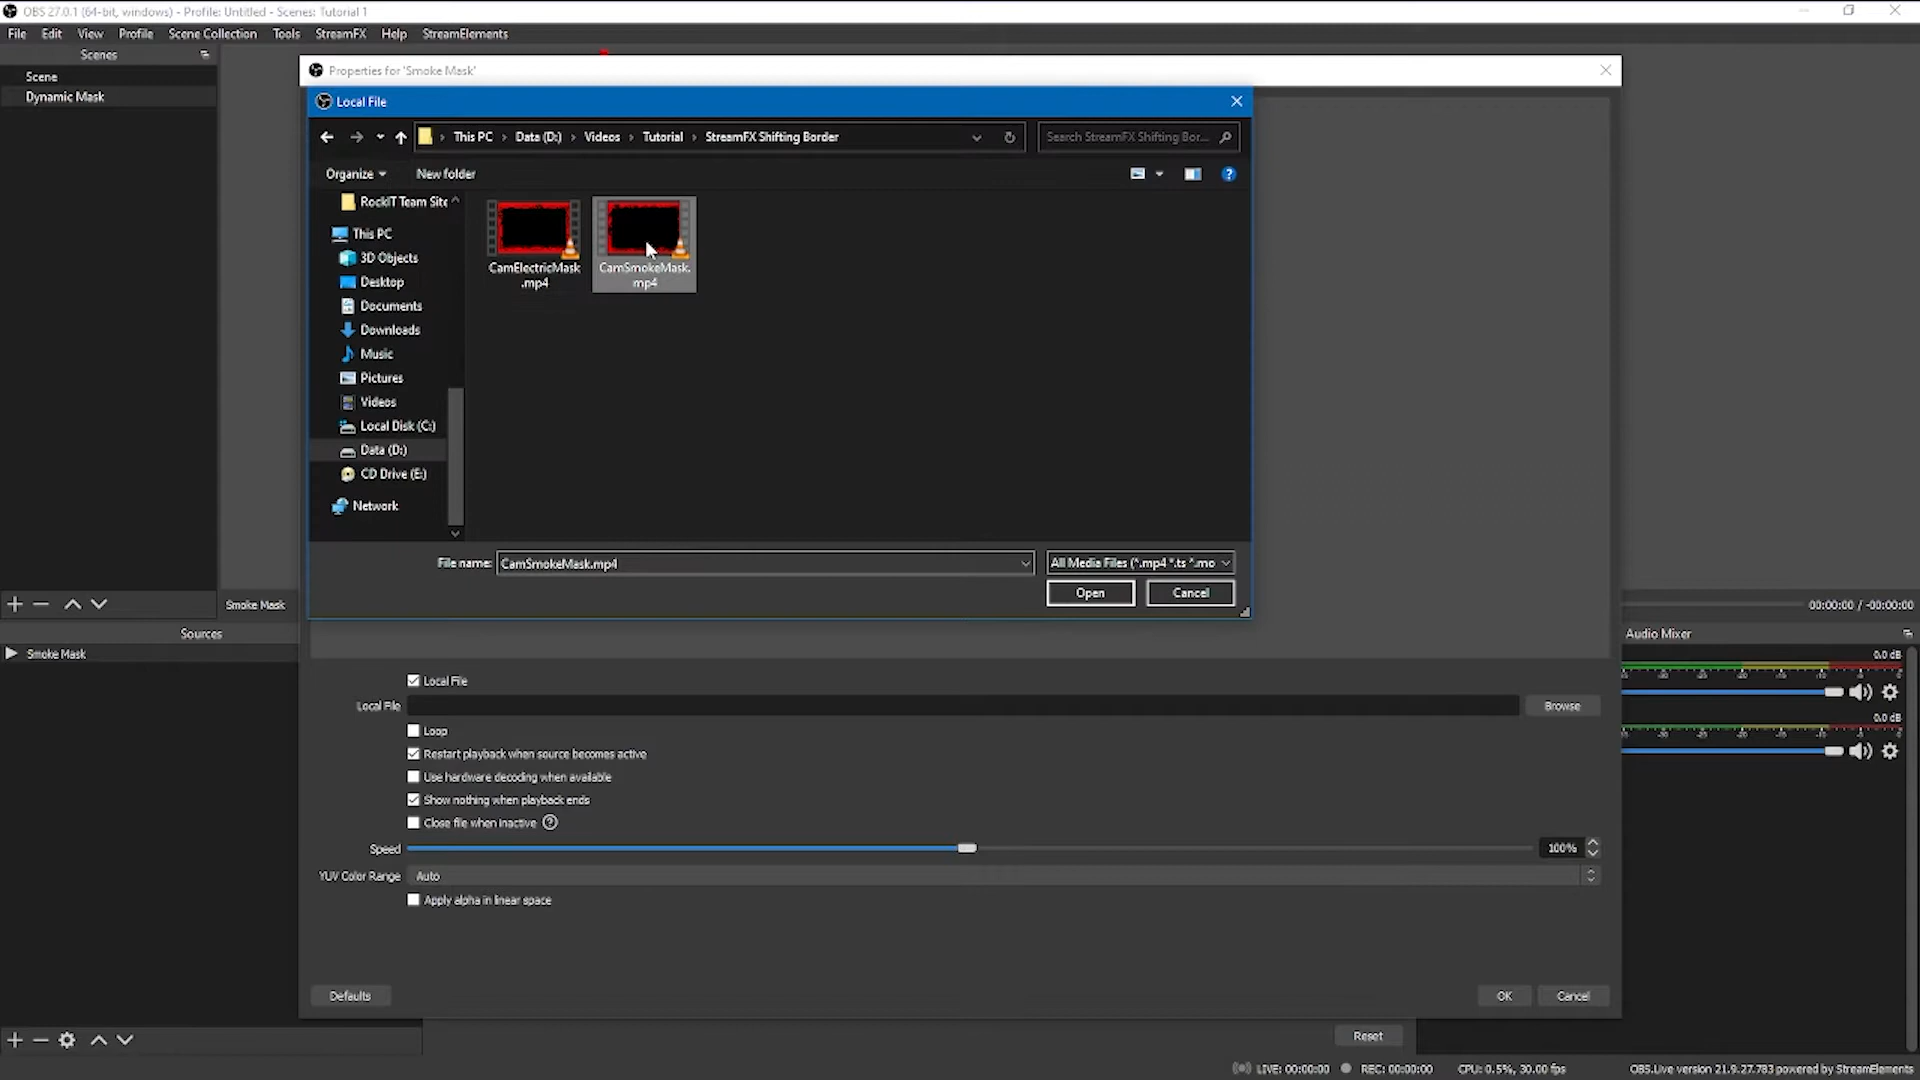 OBS 27.0.1 (64-bit, windows) - Profile: Untitled - Scenes: Tutorial 1
File Edit View Profile Scene Collection Tools StreamFX Help StreamElements
Scenes
Scene
Dynamic Mask
Properties for 'Smoke Mask'
Local File
This PC > Data (D:) > Videos > Tutorial > StreamFX Shifting Border
Search StreamFX Shifting Bor...
Organize
New folder
RockIT Team Site
This PC
3D Objects
Desktop
Documents
Downloads
Music
Pictures
Videos
Local Disk (C:)
Data (D:)
CD Drive (E:)
Network
CamElectricMask
.mp4
CamSmokeMask.
mp4
File name: CamSmokeMask.mp4
All Media Files (*.mp4 *.ts *.mo
Open
Cancel
Smoke Mask
00:00:00 / -00:00:00
Sources
Smoke Mask
Audio Mixer
0.0 dB
0.0 dB
Local File
Local File
Browse
Loop
Restart playback when source becomes active
Use hardware decoding when available
Show nothing when playback ends
Close file when inactive
Speed
100%
YUV Color Range
Auto
Apply alpha in linear space
Defaults
OK
Cancel
Reset
LIVE: 00:00:00
REC: 00:00:00
CPU: 0.5%, 30.00 fps
OBS.Live version 21.9.27.783 powered by StreamElements